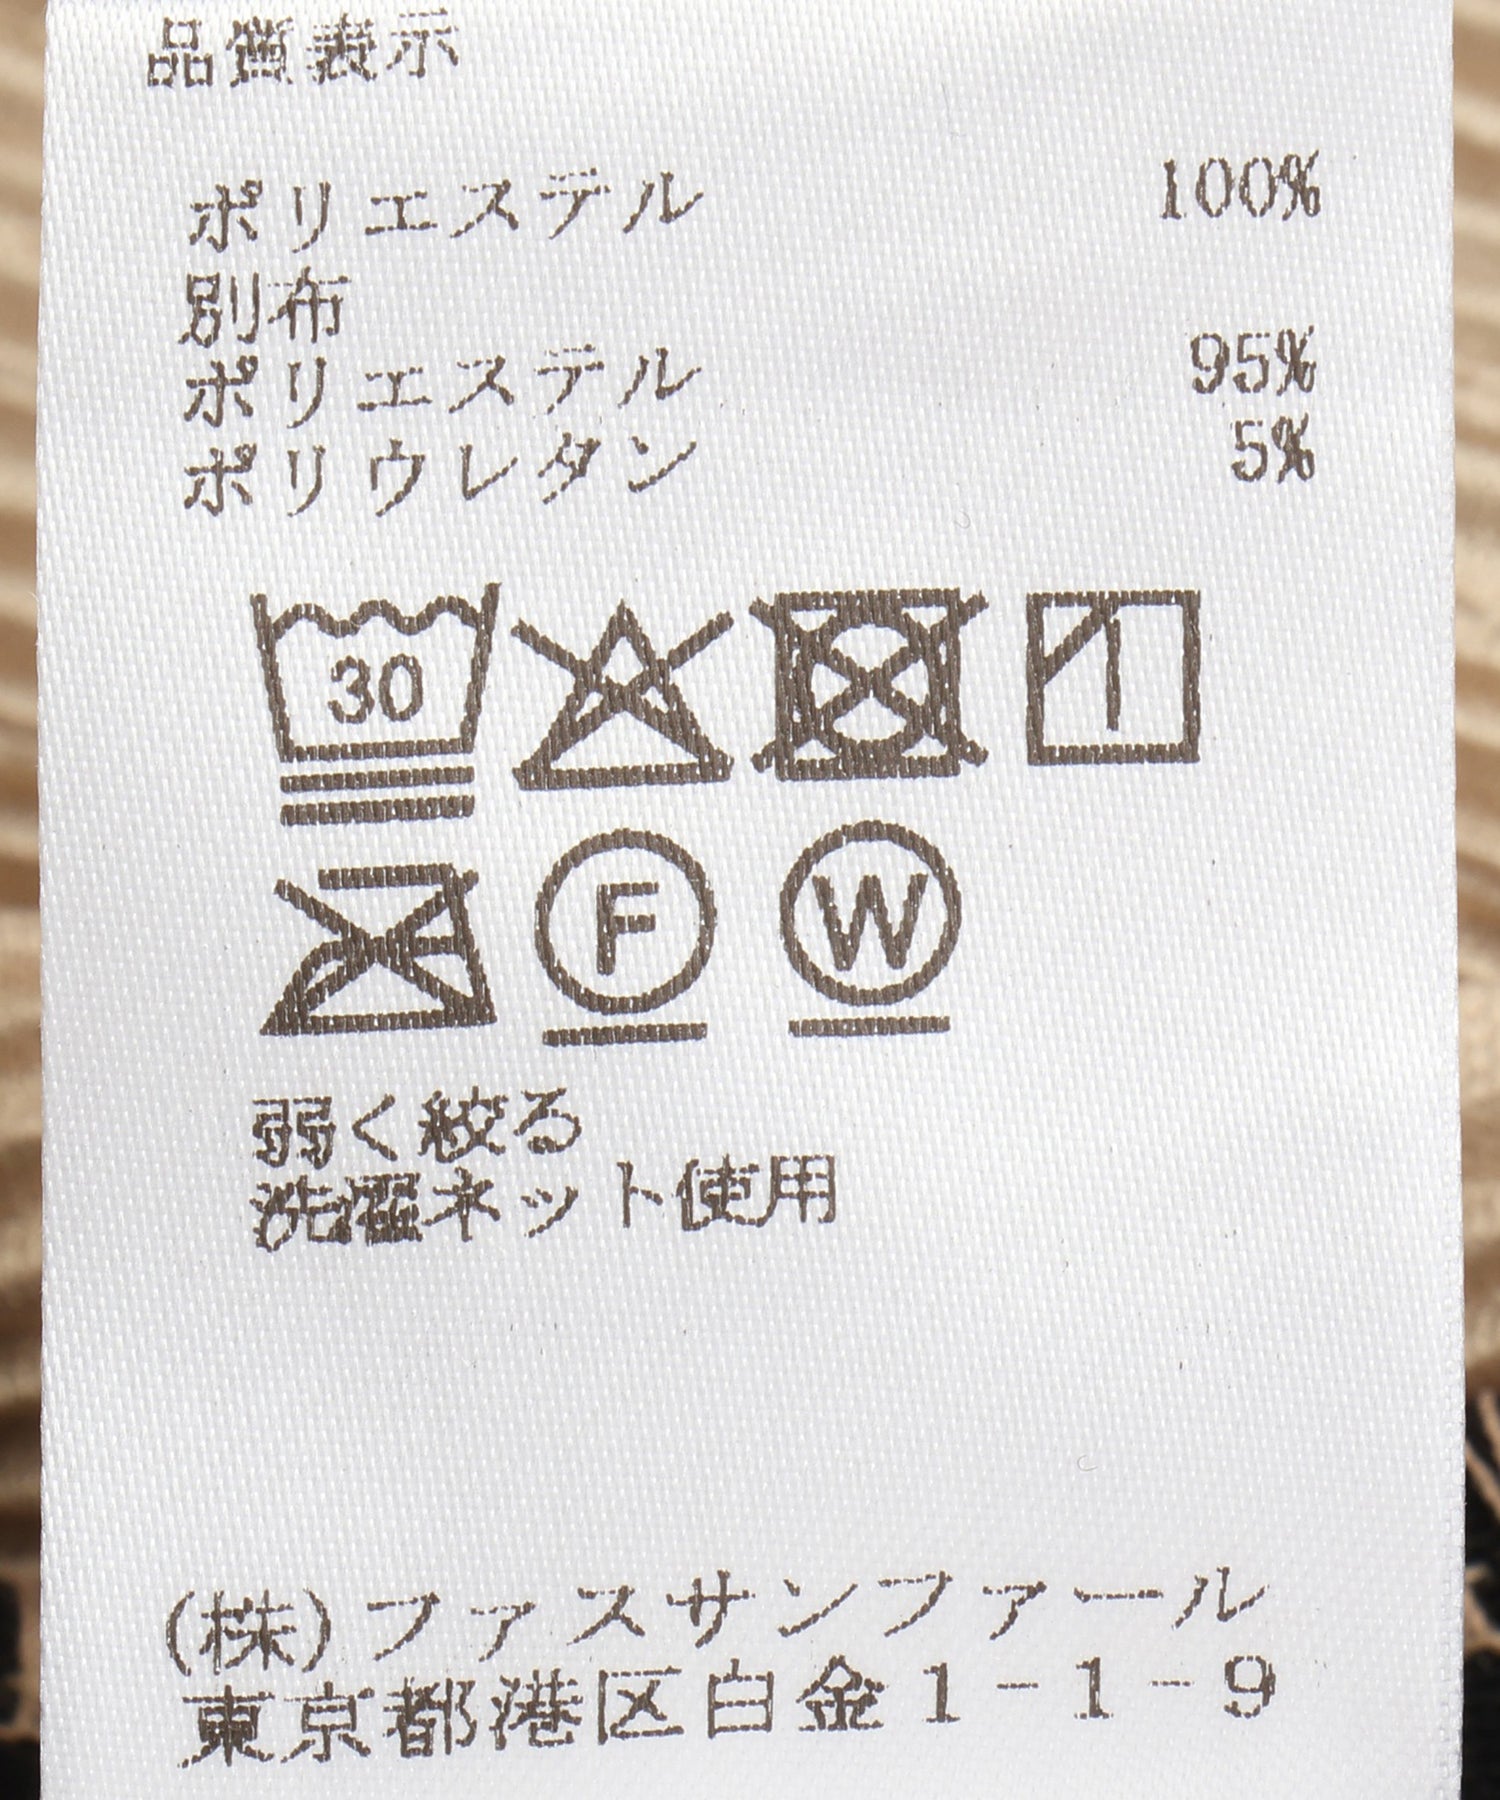 品質表示
ポリエステル 100%
別布
ポリエステル 95%
ポリウレタン 5%
30
F W
弱く絞る
洗濯ネット使用
(株)ファスサンファール
東京都港区白金1-1-9